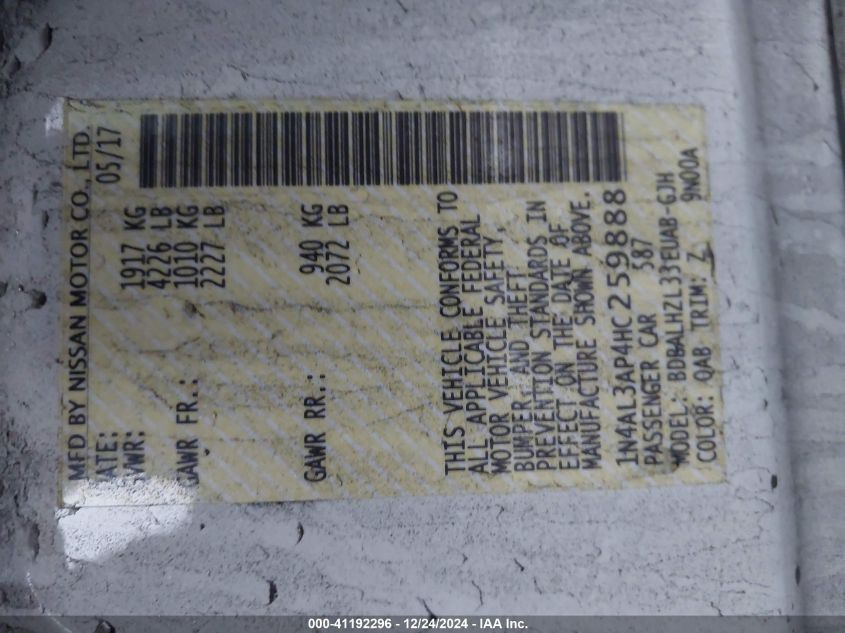 MFD BY NISSAN MOTOR CO., LTD.
ATE: 05/17
VWR: 1917 KG
4226 LB
GAWR FR.: 1010 KG
2227 LB
GAWR RR.: 940 KG
2072 LB
THIS VEHICLE CONFORMS TO
ALL APPLICABLE FEDERAL
MOTOR VEHICLE SAFETY,
BUMPER, AND THEFT
PREVENTION STANDARDS IN
EFFECT ON THE DATE OF
MANUFACTURE SHOWN ABOVE.
1N4AL3AP4HC259888
PASSENGER CAR 587
MODEL: BDBALHZL33EUAB-GJH
COLOR: QAB TRIM: Z 9N00A
000-41192296 - 12/24/2024 - IAA Inc.